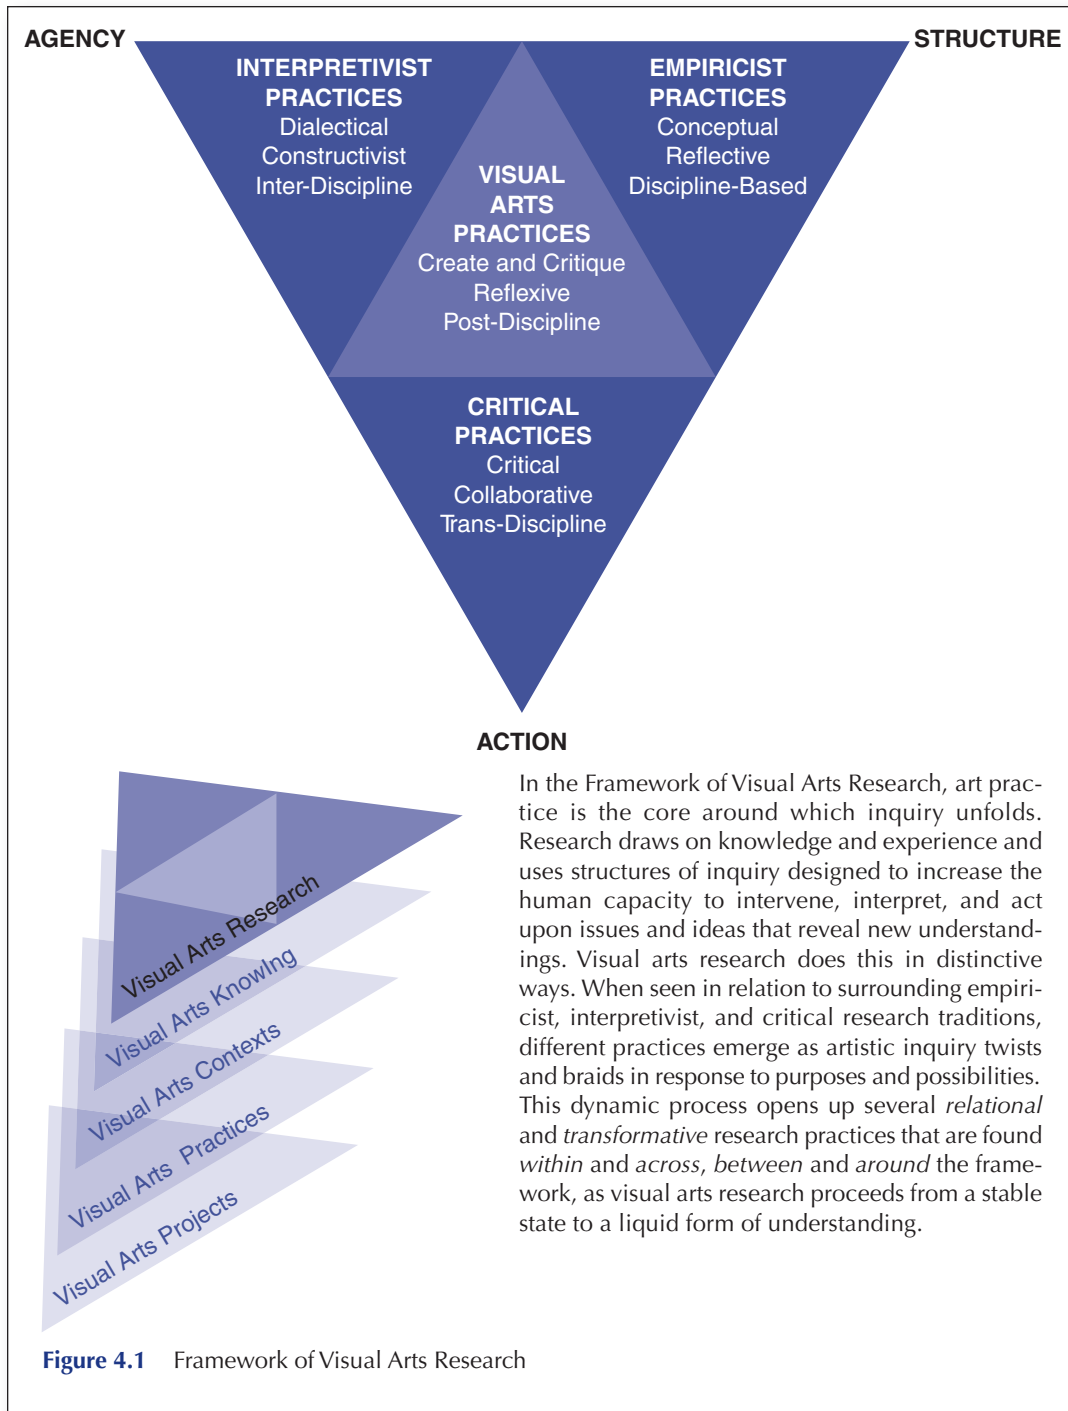 AGENCY
STRUCTURE
INTERPRETIVIST
PRACTICES
Dialectical
Constructivist
Inter-Discipline
EMPIRICIST
PRACTICES
Conceptual
Reflective
Discipline-Based
VISUAL
ARTS
PRACTICES
Create and Critique
Reflexive
Post-Discipline
CRITICAL
PRACTICES
Critical
Collaborative
Trans-Discipline
ACTION
Visual Arts Research
Visual Arts KnowIng
Visual Arts Contexts
Visual Arts Practices
Visual Arts Projects
In the Framework of Visual Arts Research, art prac-
tice is the core around which inquiry unfolds.
Research draws on knowledge and experience and
uses structures of inquiry designed to increase the
human capacity to intervene, interpret, and act
upon issues and ideas that reveal new understand-
ings. Visual arts research does this in distinctive
ways. When seen in relation to surrounding empiri-
cist, interpretivist, and critical research traditions,
different practices emerge as artistic inquiry twists
and braids in response to purposes and possibilities.
This dynamic process opens up several relational
and transformative research practices that are found
within and across, between and around the frame-
work, as visual arts research proceeds from a stable
state to a liquid form of understanding.
Figure 4.1 Framework of Visual Arts Research